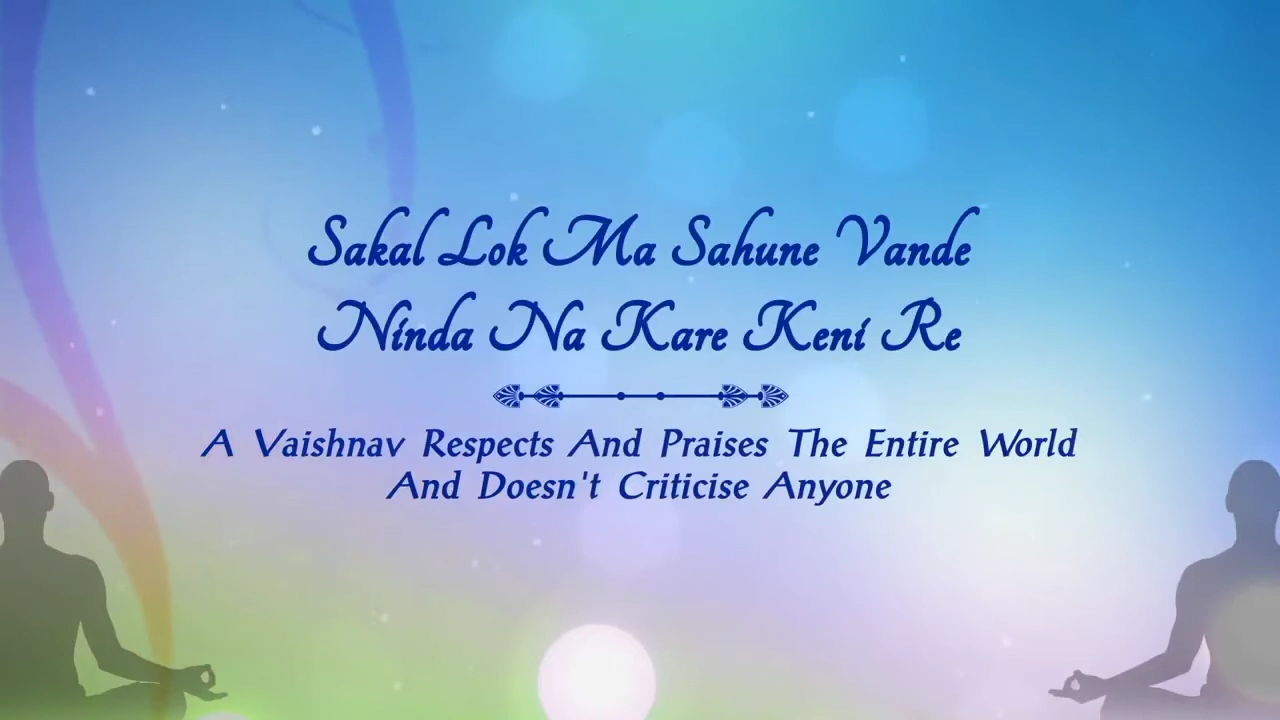 Sakal Lok Ma Sahune Vande
Ninda Na Kare Keni Re
A Vaishnav Respects And Praises The Entire World
And Doesn't Criticise Anyone